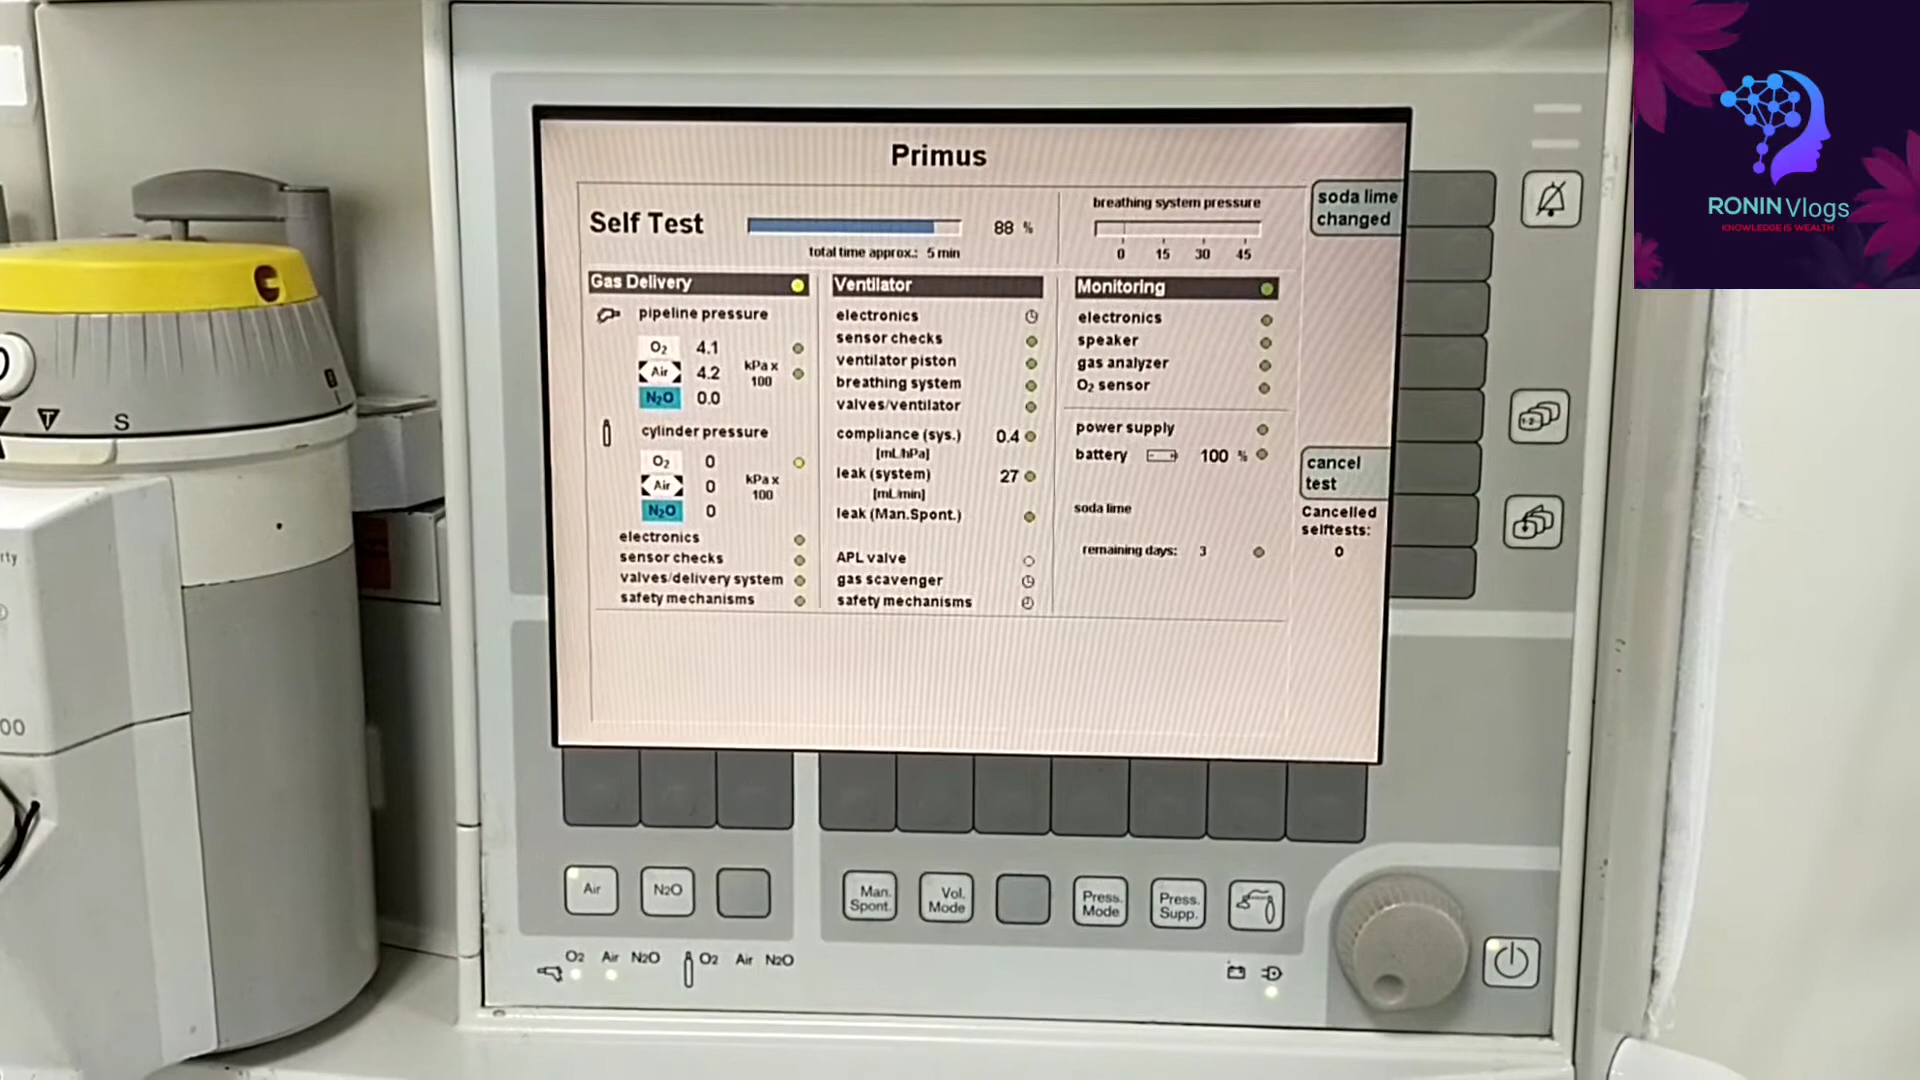 Primus
Self Test
88 %
total time approx.: 5 min
breathing system pressure
0 15 30 45
soda lime
changed
Gas Delivery
pipeline pressure
O₂ 4.1
Air 4.2
kPa x
100
N₂O 0.0
cylinder pressure
O₂ 0
Air 0
kPa x
100
N₂O 0
electronics
sensor checks
valves/delivery system
safety mechanisms
Ventilator
electronics
sensor checks
ventilator piston
breathing system
valves/ventilator
compliance (sys.) 0.4
[mL/hPa]
leak (system) 27
[mL/min]
leak (Man.Spont.)
APL valve
gas scavenger
safety mechanisms
Monitoring
electronics
speaker
gas analyzer
O₂ sensor
power supply
battery 100 %
soda lime
remaining days: 3
cancel
test
Cancelled
selftests:
0
Air
N₂O
Man.
Spont.
Vol.
Mode
Press.
Mode
Press.
Supp.
O₂ Air N₂O
O₂ Air N₂O
T
S
00
RONIN Vlogs
KNOWLEDGE IS WEALTH